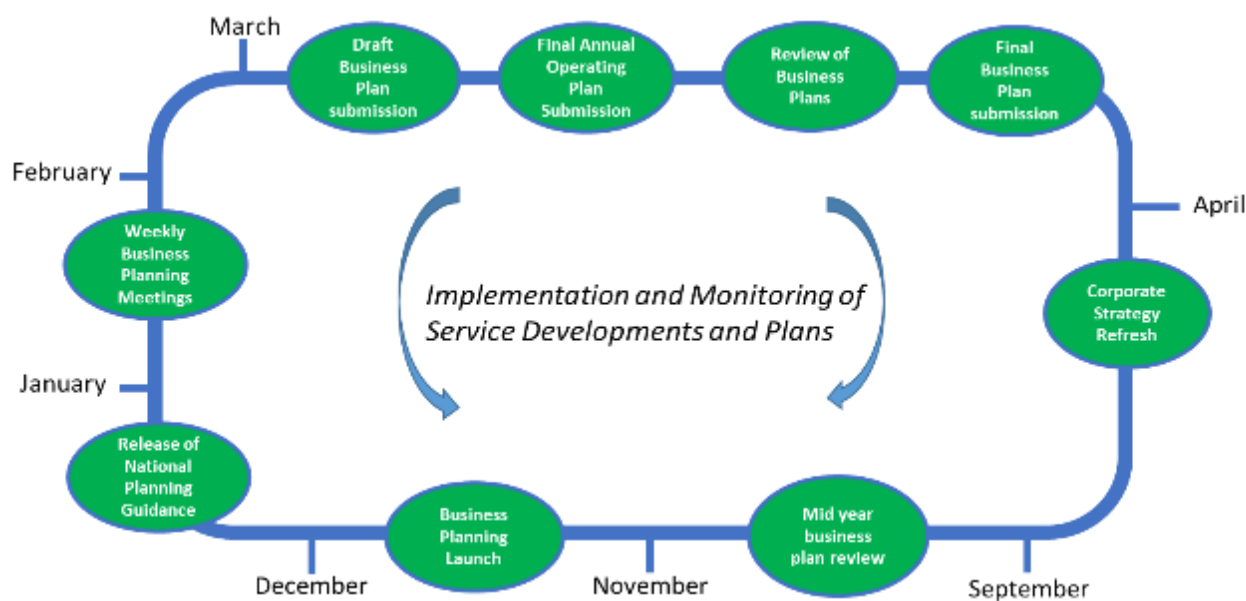 March
Draft
Business
Plan
submission
Final Annual
Operating
Plan
Submission
Review of
Business
Plans
Final
Business
Plan
submission
February
April
Weekly
Business
Planning
Meetings
Implementation and Monitoring of
Service Developments and Plans
Corporate
Strategy
Refresh
January
Release of
National
Planning
Guidance
Business
Planning
Launch
Mid year
business
plan review
December
November
September